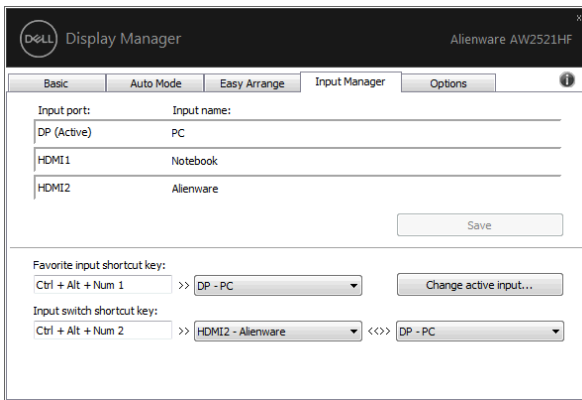 DELL Display Manager Alienware AW2521HF
Basic Auto Mode Easy Arrange Input Manager Options
Input port: Input name:
DP (Active) PC
HDMI1 Notebook
HDMI2 Alienware
Save
Favorite input shortcut key:
Ctrl + Alt + Num 1 >> DP - PC Change active input...
Input switch shortcut key:
Ctrl + Alt + Num 2 >> HDMI2 - Alienware <<>> DP - PC